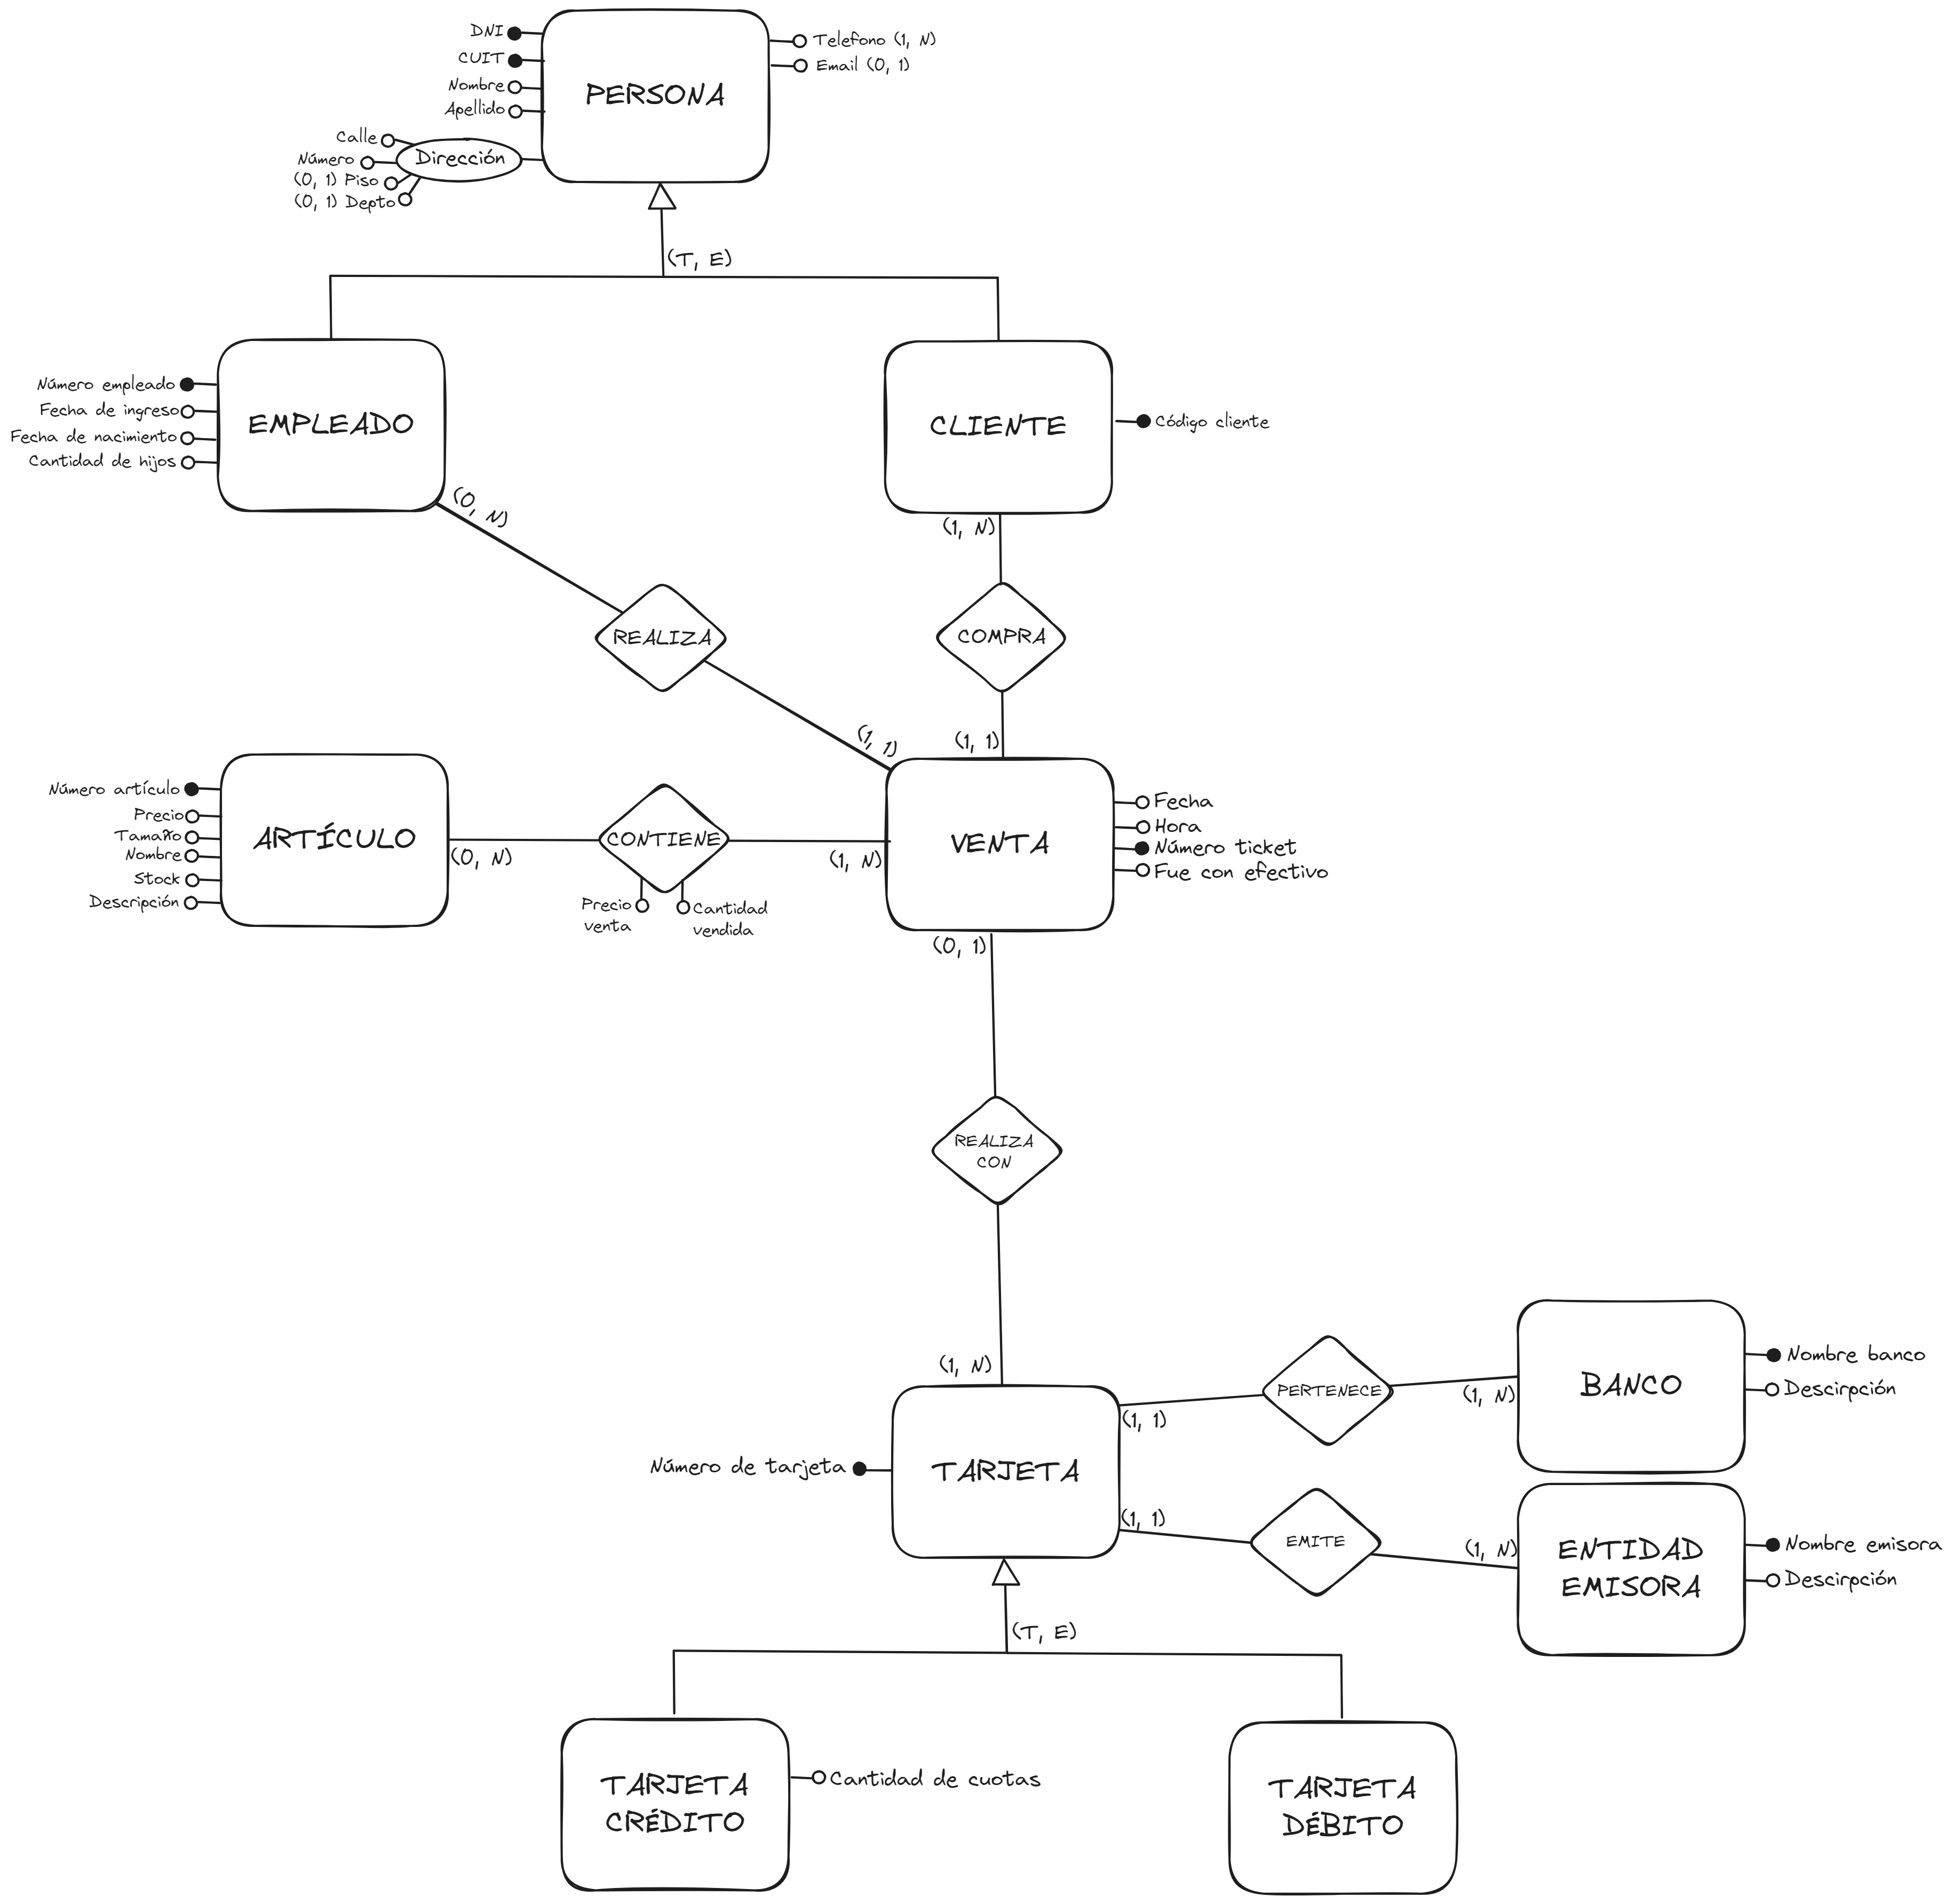 DNI
CUIT
Nombre
Apellido
PERSONA
Telefono (1, N)
Email (0, 1)
Calle
Número
(0, 1) Piso
(0, 1) Depto
Dirección
(T, E)
Número empleado
Fecha de ingreso
Fecha de nacimiento
Cantidad de hijos
EMPLEADO
CLIENTE
Código cliente
(0, N)
(1, N)
REALIZA
COMPRA
(1, 1)
(1, 1)
Número artículo
Precio
Tamaño
Nombre
Stock
Descripción
ARTÍCULO
(0, N)
CONTIENE
(1, N)
Precio
venta
Cantidad
vendida
VENTA
Fecha
Hora
Número ticket
Fue con efectivo
(0, 1)
REALIZA
CON
(1, N)
Número de tarjeta
TARJETA
(1, 1)
PERTENECE
(1, N)
BANCO
Nombre banco
Descirpción
(1, 1)
EMITE
(1, N)
ENTIDAD
EMISORA
Nombre emisora
Descirpción
(T, E)
TARJETA
CRÉDITO
Cantidad de cuotas
TARJETA
DÉBITO